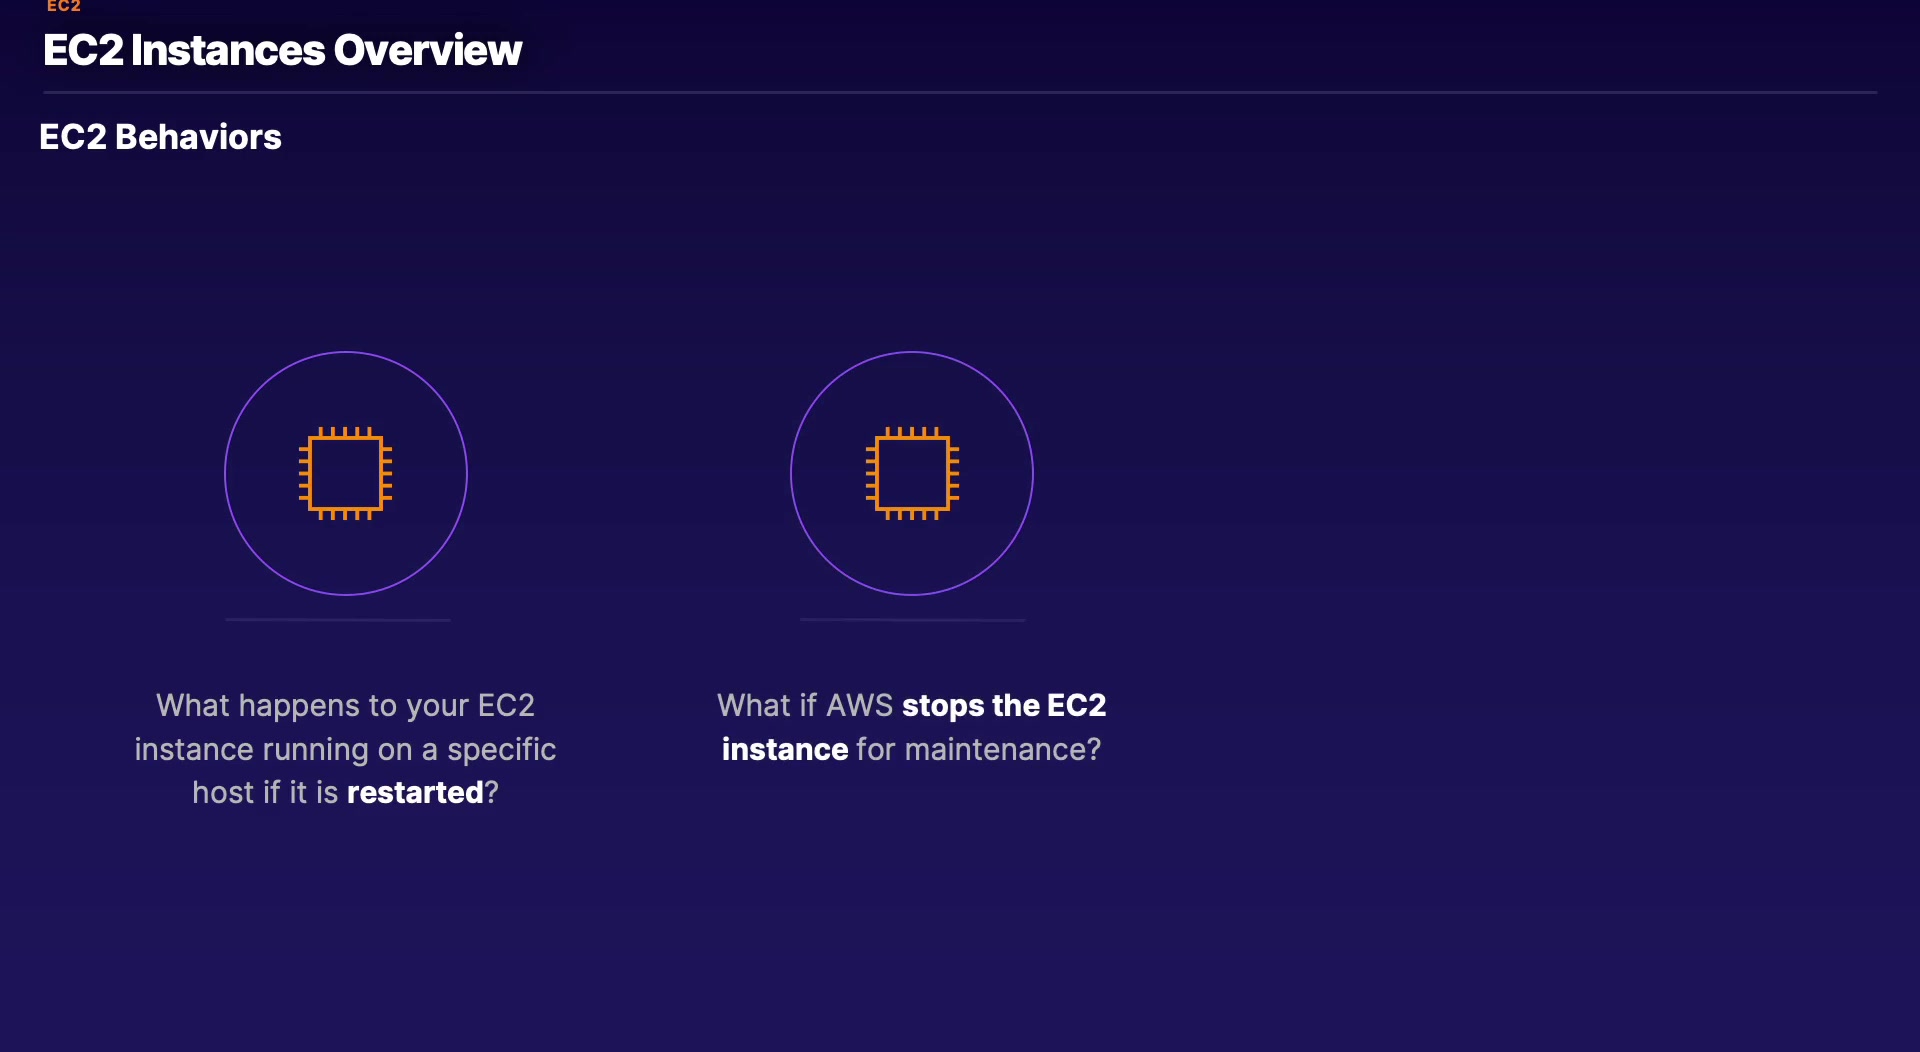 EC2
EC2 Instances Overview
EC2 Behaviors
What happens to your EC2
instance running on a specific
host if it is restarted?
What if AWS stops the EC2
instance for maintenance?